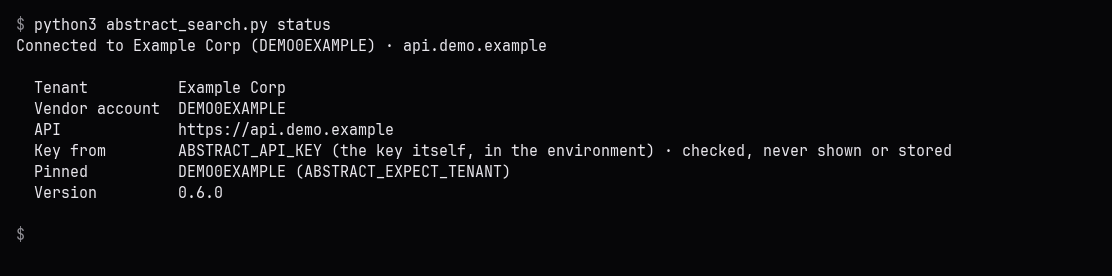 $ python3 abstract_search.py status
Connected to Example Corp (DEMO0EXAMPLE) · api.demo.example
Tenant Example Corp
Vendor account DEMO0EXAMPLE
API https://api.demo.example
Key from ABSTRACT_API_KEY (the key itself, in the environment) · checked, never shown or stored
Pinned DEMO0EXAMPLE (ABSTRACT_EXPECT_TENANT)
Version 0.6.0
$